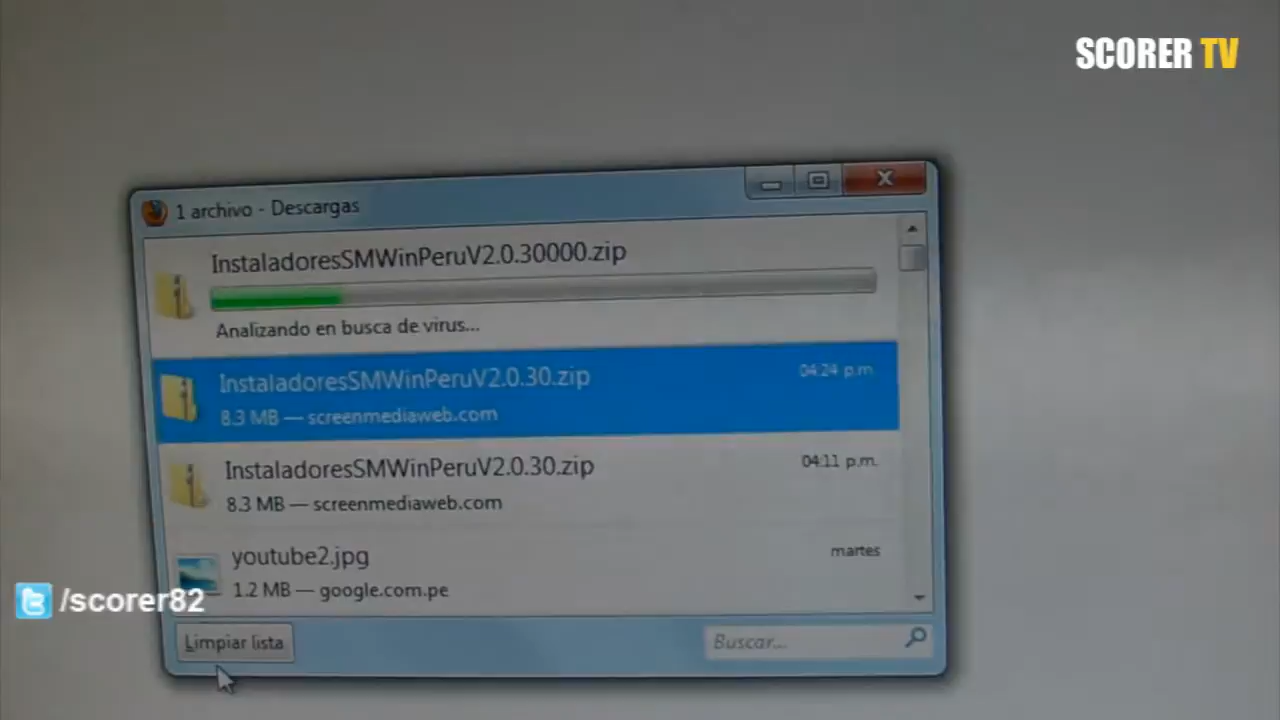 SCORER TV
1 archivo - Descargas
InstaladoresSMWinPeruV2.0.30000.zip
Analizando en busca de virus...
InstaladoresSMWinPeruV2.0.30.zip
04:24 p.m.
8.3 MB — screenmediaweb.com
InstaladoresSMWinPeruV2.0.30.zip
04:11 p.m.
8.3 MB — screenmediaweb.com
youtube2.jpg
martes
1.2 MB — google.com.pe
/scorer82
Limpiar lista
Buscar...